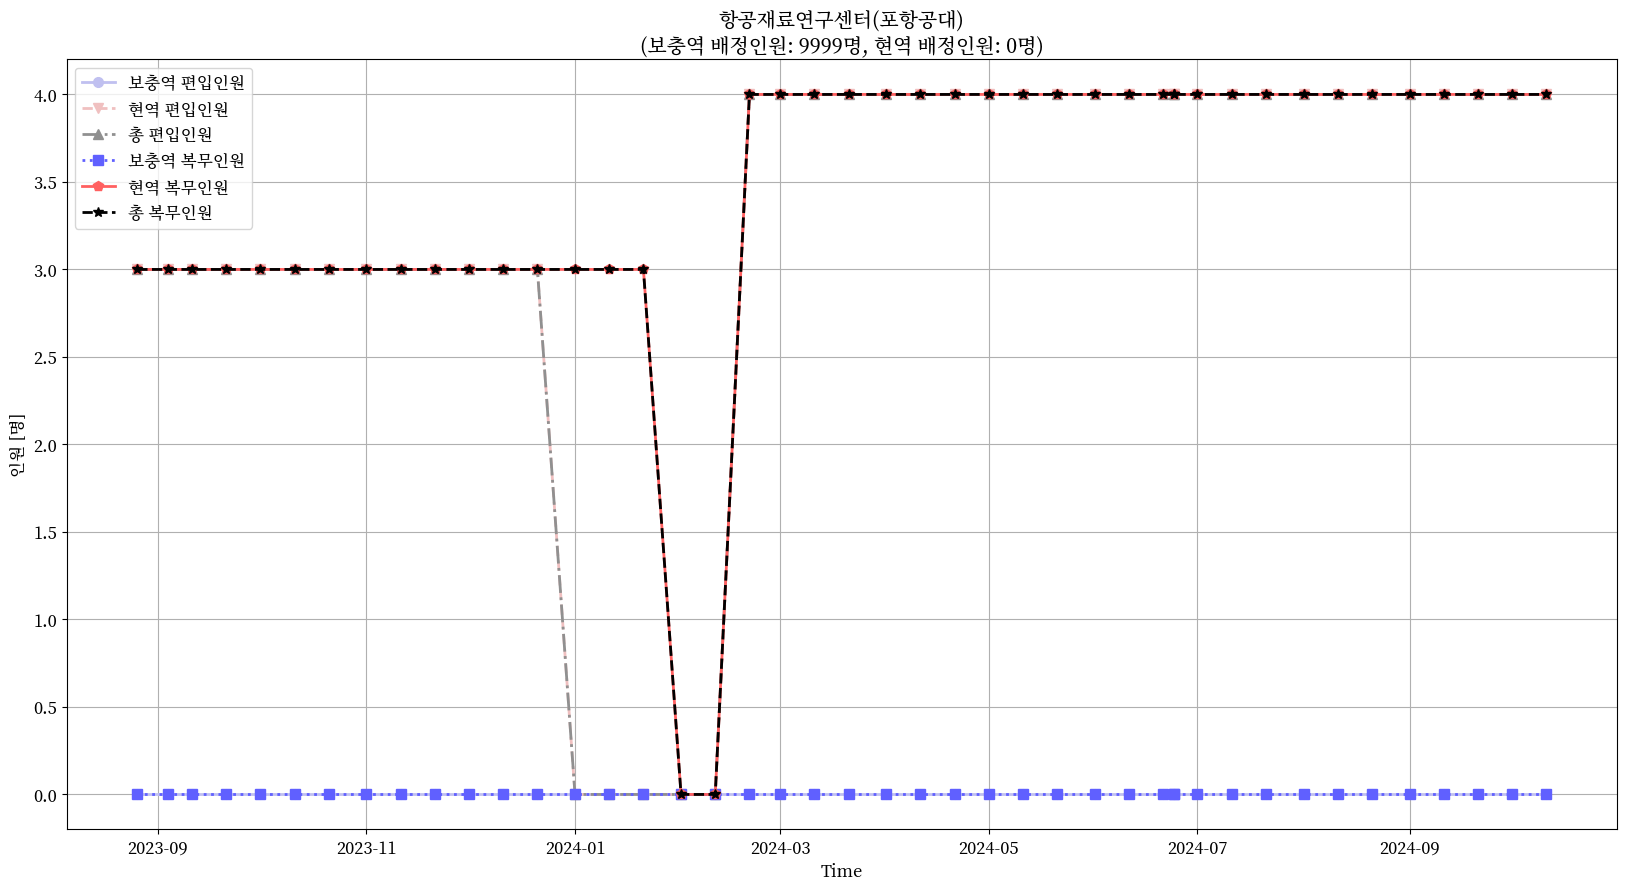 항공재료연구센터(포항공대)
(보충역 배정인원: 9999명, 현역 배정인원: 0명)
보충역 편입인원
현역 편입인원
총 편입인원
보충역 복무인원
현역 복무인원
총 복무인원
인원 [명]
4.0
3.5
3.0
2.5
2.0
1.5
1.0
0.5
0.0
2023-09
2023-11
2024-01
2024-03
2024-05
2024-07
2024-09
Time